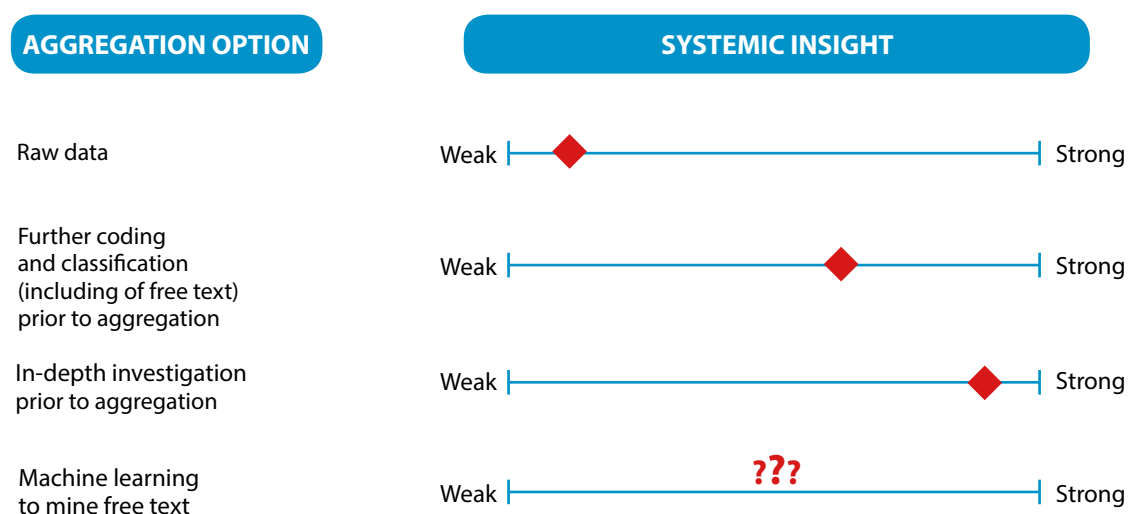 AGGREGATION OPTION
SYSTEMIC INSIGHT
Raw data
Weak
Strong
Further coding
and classification
(including of free text)
prior to aggregation
Weak
Strong
In-depth investigation
prior to aggregation
Weak
Strong
Machine learning
to mine free text
???
Weak
Strong